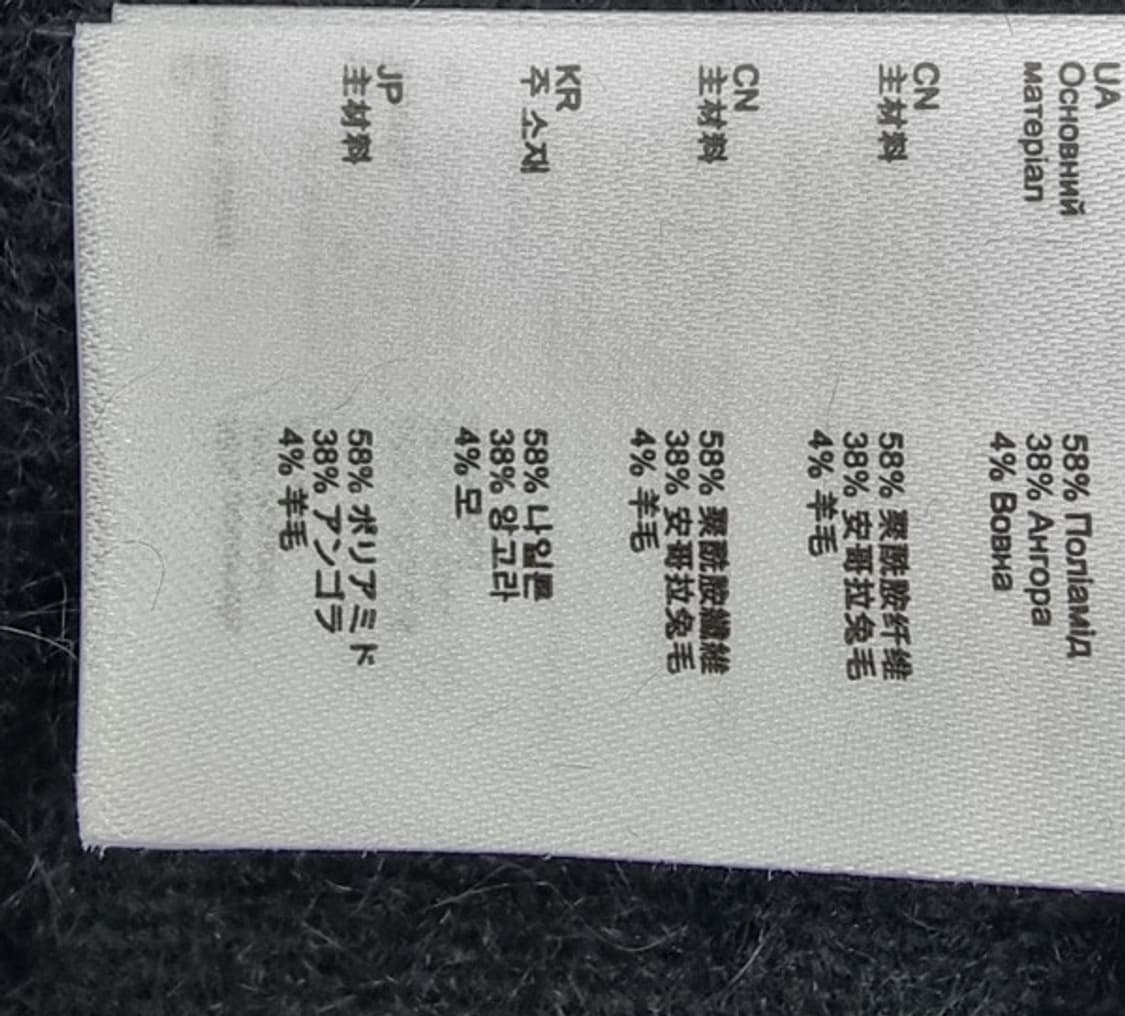 UA
Основний
матеріал
58% Поліамід
38% Ангора
4% Вовна
CN
主材料
58% 聚酰胺纤维
38% 安哥拉兔毛
4% 羊毛
CN
主材料
58% 聚酰胺纖維
38% 安哥拉兔毛
4% 羊毛
KR
주 소재
58% 나일론
38% 앙고라
4% 모
JP
主材料
58% ポリアミド
38% アンゴラ
4% 羊毛